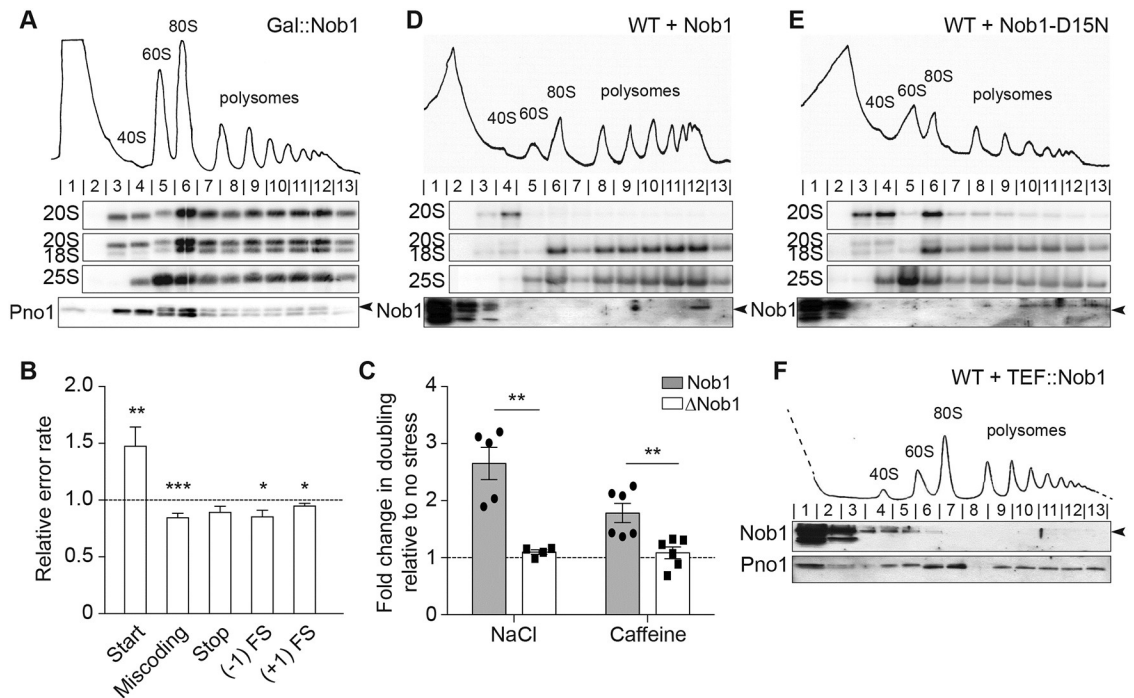 A
Gal::Nob1
40S
60S
80S
polysomes
| 1 | 2 | 3 | 4 | 5 | 6 | 7 | 8 | 9 | 10 | 11 | 12 | 13 |
20S
20S
18S
25S
Pno1
D
WT + Nob1
40S
60S
80S
polysomes
| 1 | 2 | 3 | 4 | 5 | 6 | 7 | 8 | 9 | 10 | 11 | 12 | 13 |
20S
20S
18S
25S
Nob1
E
WT + Nob1-D15N
40S
60S
80S
polysomes
| 1 | 2 | 3 | 4 | 5 | 6 | 7 | 8 | 9 | 10 | 11 | 12 | 13 |
20S
20S
18S
25S
Nob1
B
Relative error rate
2.0
1.5
1.0
0.5
0
**
***
*
*
Start
Miscoding
Stop
(-1) FS
(+1) FS
C
Fold change in doubling
relative to no stress
4
3
2
1
0
Nob1
ΔNob1
**
**
NaCl
Caffeine
F
WT + TEF::Nob1
40S
60S
80S
polysomes
| 1 | 2 | 3 | 4 | 5 | 6 | 7 | 8 | 9 | 10 | 11 | 12 | 13 |
Nob1
Pno1